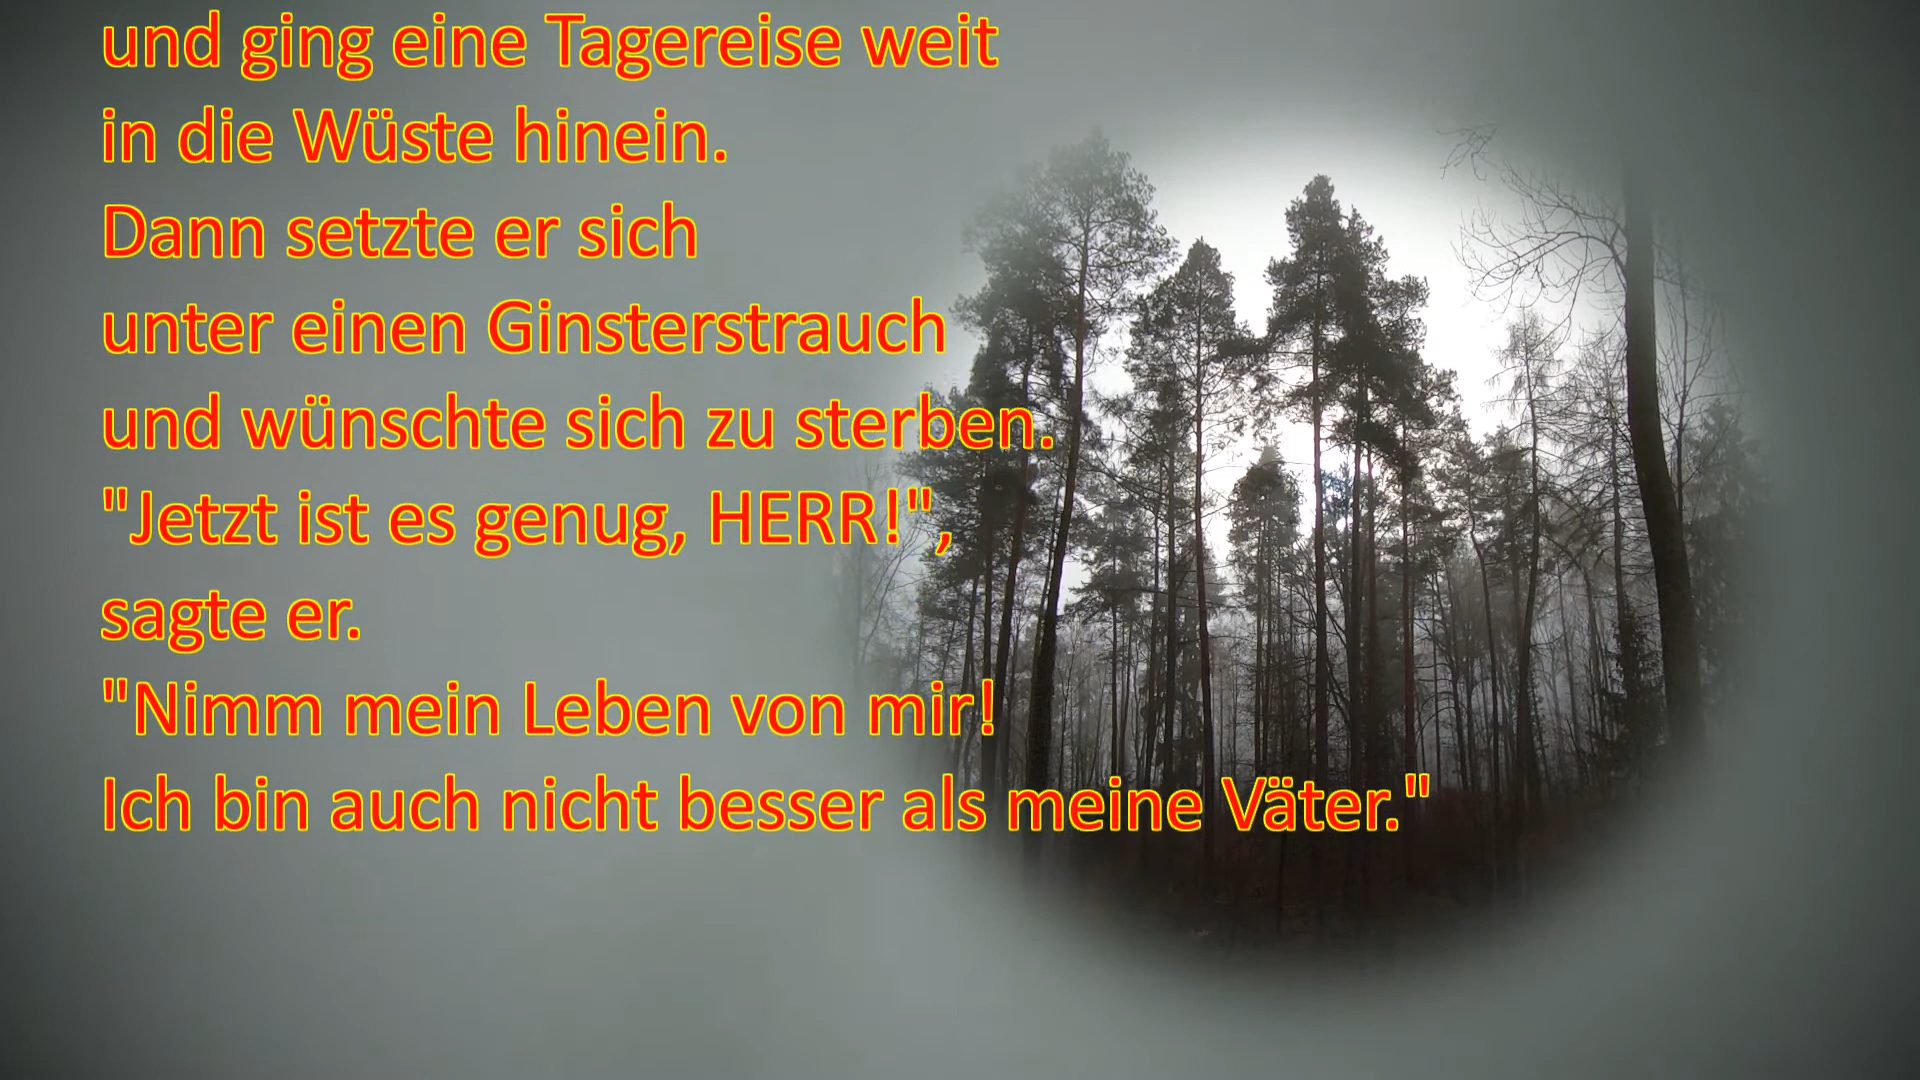 und ging eine Tagereise weit
in die Wüste hinein.
Dann setzte er sich
unter einen Ginsterstrauch
und wünschte sich zu sterben.
"Jetzt ist es genug, HERR!",
sagte er.
"Nimm mein Leben von mir!
Ich bin auch nicht besser als meine Väter."